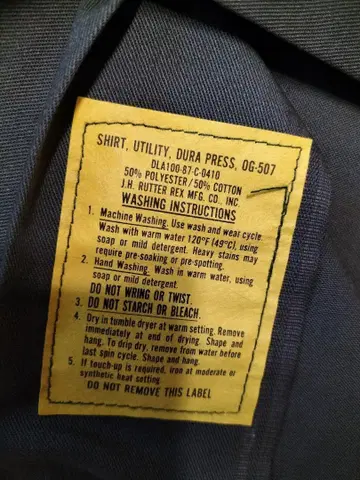 SHIRT, UTILITY, DURA PRESS, OG-507
DLA100-87-C-0410
50% POLYESTER/50% COTTON
J.H. RUTTER REX MFG. CO., INC.
WASHING INSTRUCTIONS
1. Machine Washing. Use wash and wear cycle.
Wash with warm water 120°F (49°C), using
soap or mild detergent. Heavy stains may
require pre-soaking or pre-spotting.
2. Hand Washing. Wash in warm water, using
soap or mild detergent.
DO NOT WRING OR TWIST.
3. DO NOT STARCH OR BLEACH.
4. Dry in tumble dryer at warm setting. Remove
immediately at end of drying. Shape and
hang. To drip dry, remove from water before
last spin cycle. Shape and hang.
5. If touch-up is required, iron at moderate or
synthetic heat setting.
DO NOT REMOVE THIS LABEL